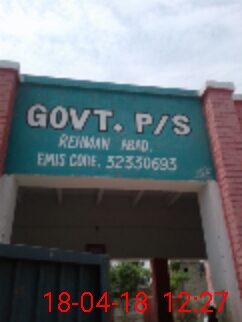 GOVT. P/S
REHMAN ABAD.
EMIS CODE. 32330693
18-04-18 12:27